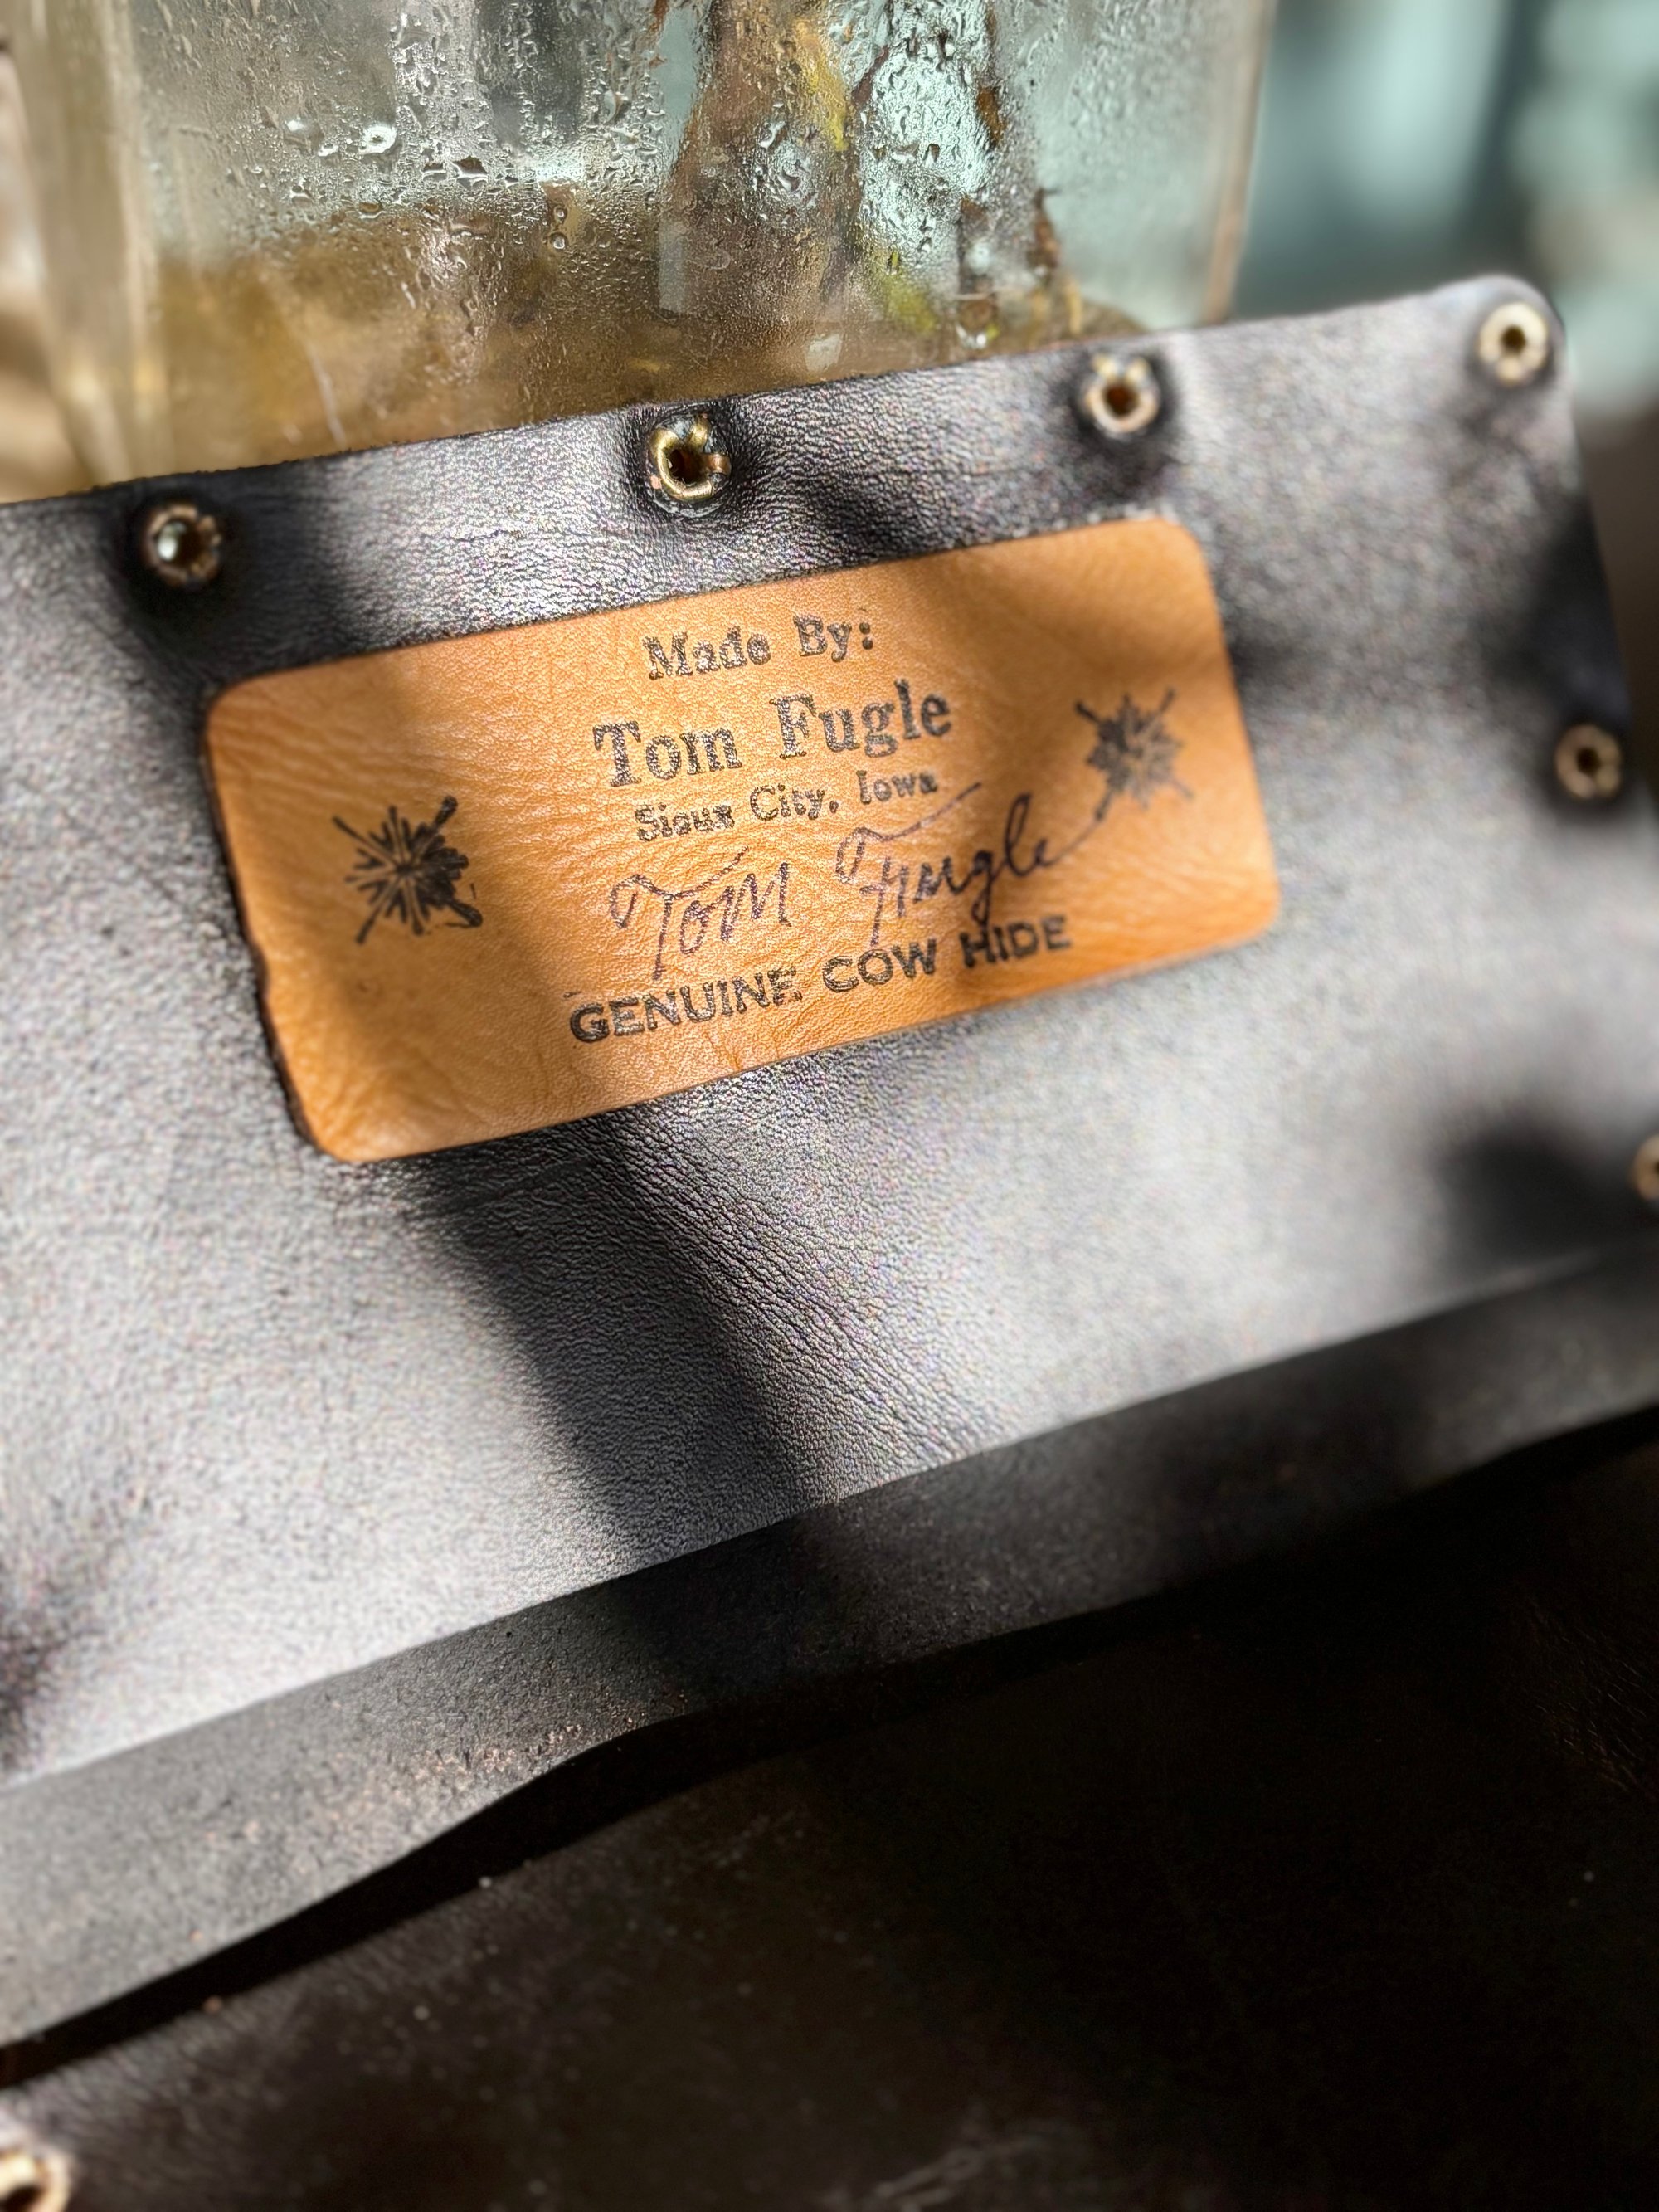 Made By:
Tom Fugle
Sioux City, Iowa
Tom Fugle
GENUINE COW HIDE